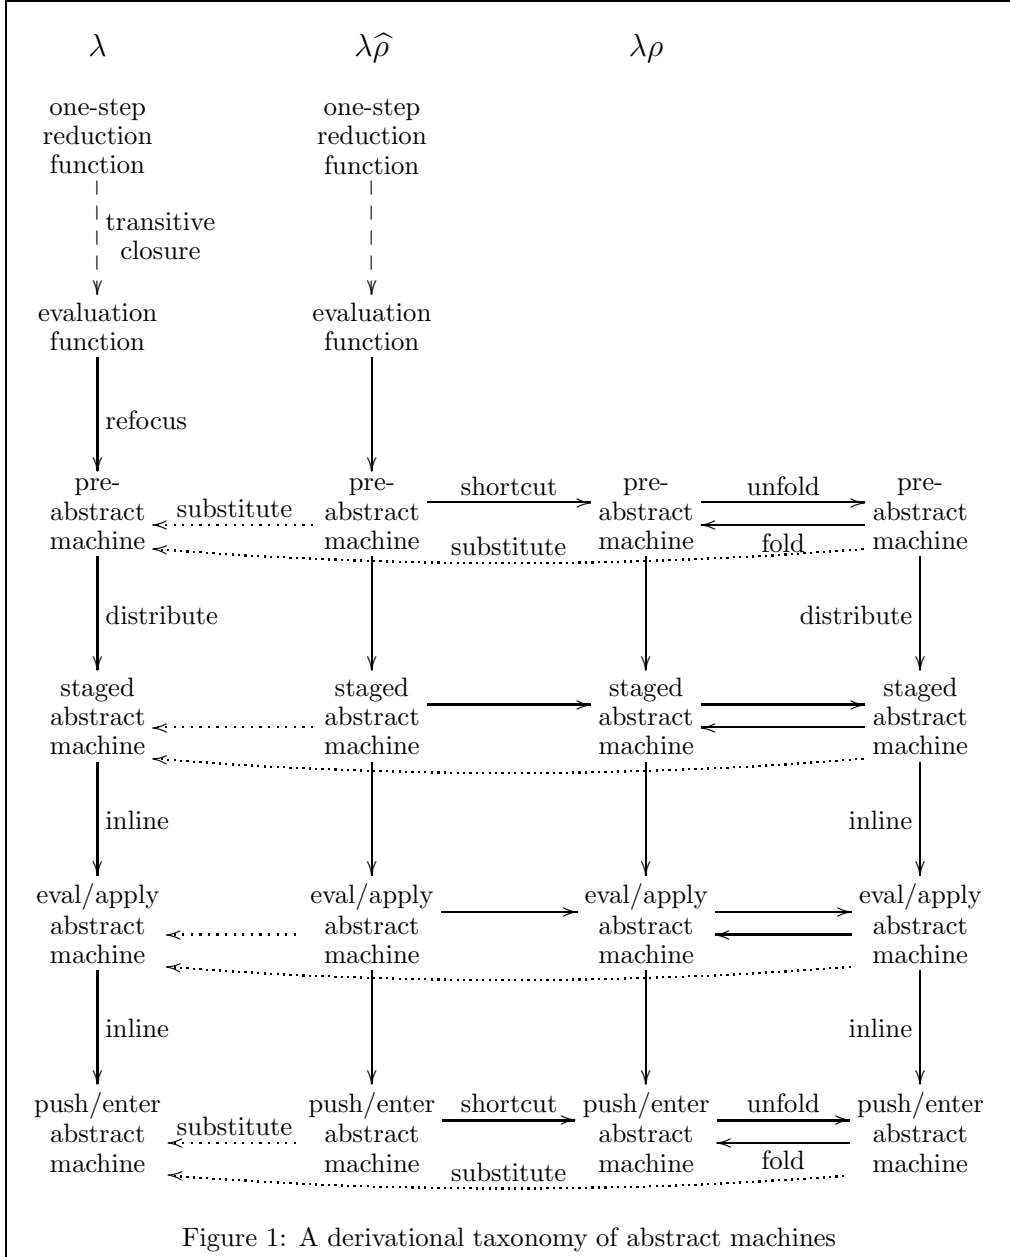 λ λρ̂ λρ
one-step one-step
reduction reduction
function function
transitive
closure
evaluation evaluation
function function
refocus
pre- pre- shortcut pre- unfold pre-
abstract substitute abstract abstract abstract
machine machine substitute machine fold machine
distribute distribute
staged staged staged staged
abstract abstract abstract abstract
machine machine machine machine
inline inline
eval/apply eval/apply eval/apply eval/apply
abstract abstract abstract abstract
machine machine machine machine
inline inline
push/enter push/enter shortcut push/enter unfold push/enter
abstract substitute abstract abstract abstract
machine machine substitute machine fold machine
Figure 1: A derivational taxonomy of abstract machines